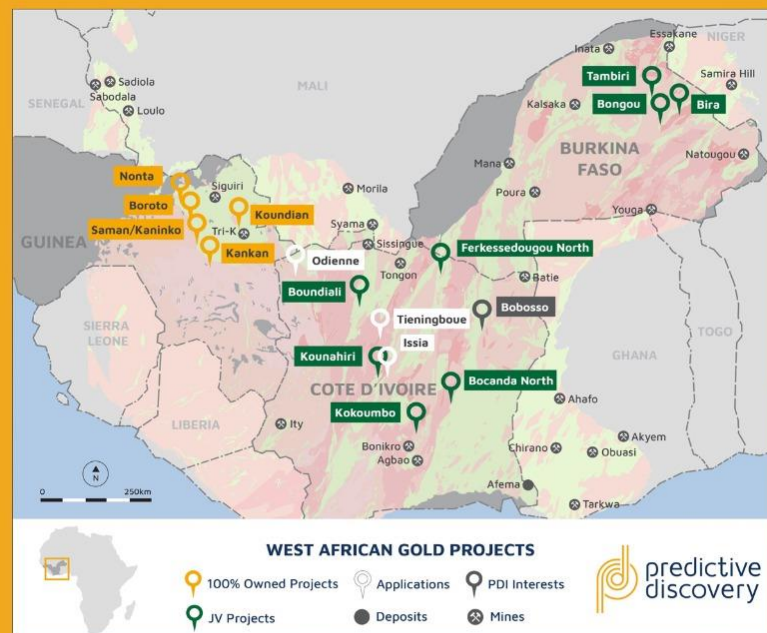 Essakane
NIGER
Inata
Tambiri
Samira Hill
MALI
Sadiola
Sabodala
Bongou
Bira
SENEGAL
Loulo
Kalsaka
BURKINA
FASO
Natougou
Mana
Nonta
Siguiri
Morila
Poura
Boroto
Koundian
Youga
Saman/Kaninko
Tri-K
Syama
GUINEA
Kankan
Sissingue
Ferkessedougou North
Odienne
Tongon
Batie
Boundiali
Bobosso
Tieningboue
SIERRA
LEONE
TOGO
Issia
Kounahiri
GHANA
COTE D'IVOIRE
Bocanda North
Kokoumbo
Ahafo
LIBERIA
Ity
Akyem
Bonikro
Chirano
Obuasi
Agbao
N
Afema
0 250km
Tarkwa
WEST AFRICAN GOLD PROJECTS
100% Owned Projects
Applications
PDI Interests
JV Projects
Deposits
Mines
predictive
discovery